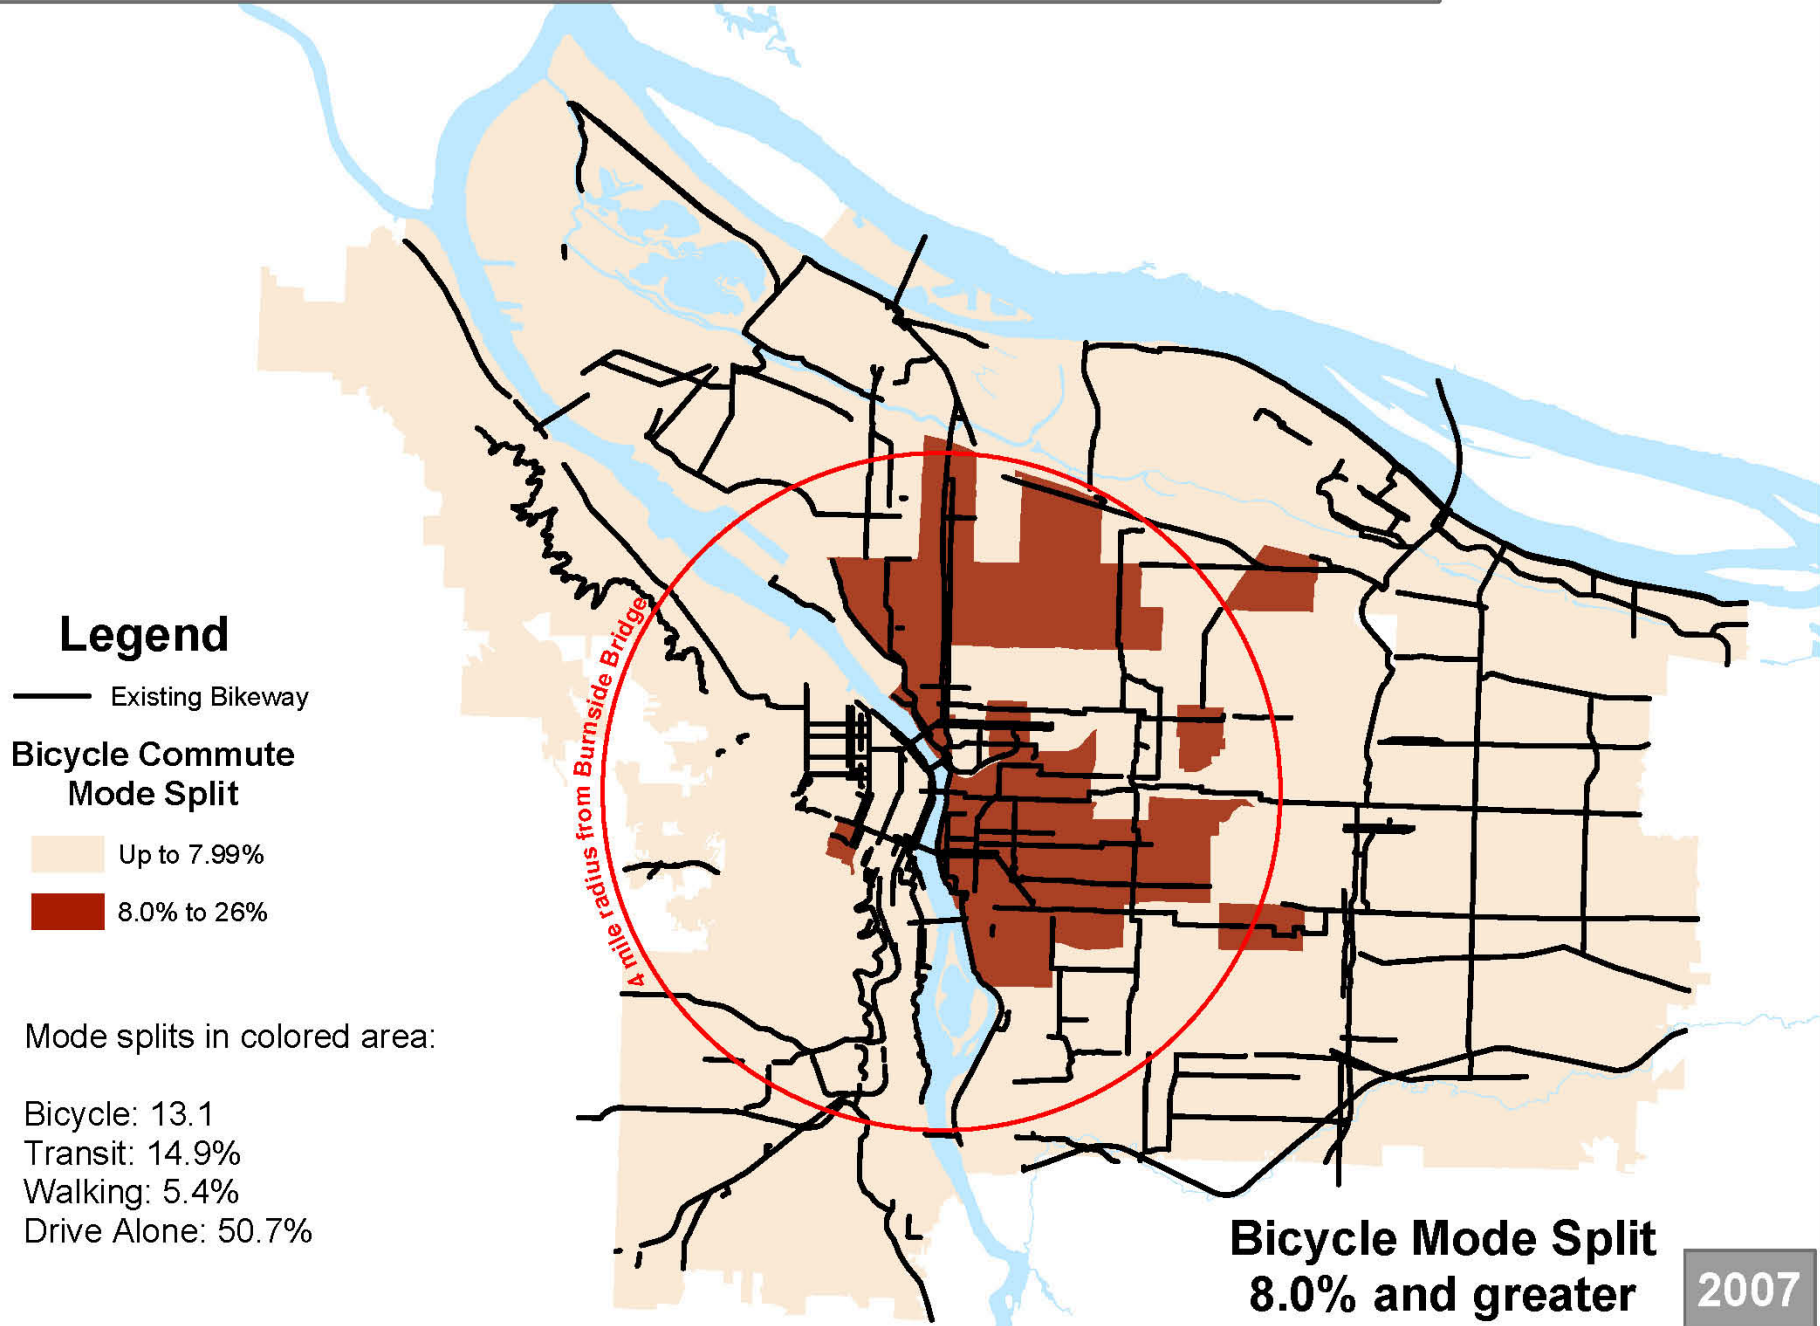 Legend
Existing Bikeway
Bicycle Commute
Mode Split
Up to 7.99%
8.0% to 26%
Mode splits in colored area:
Bicycle: 13.1
Transit: 14.9%
Walking: 5.4%
Drive Alone: 50.7%
4 mile radius from Burnside Bridge
Bicycle Mode Split
8.0% and greater
2007